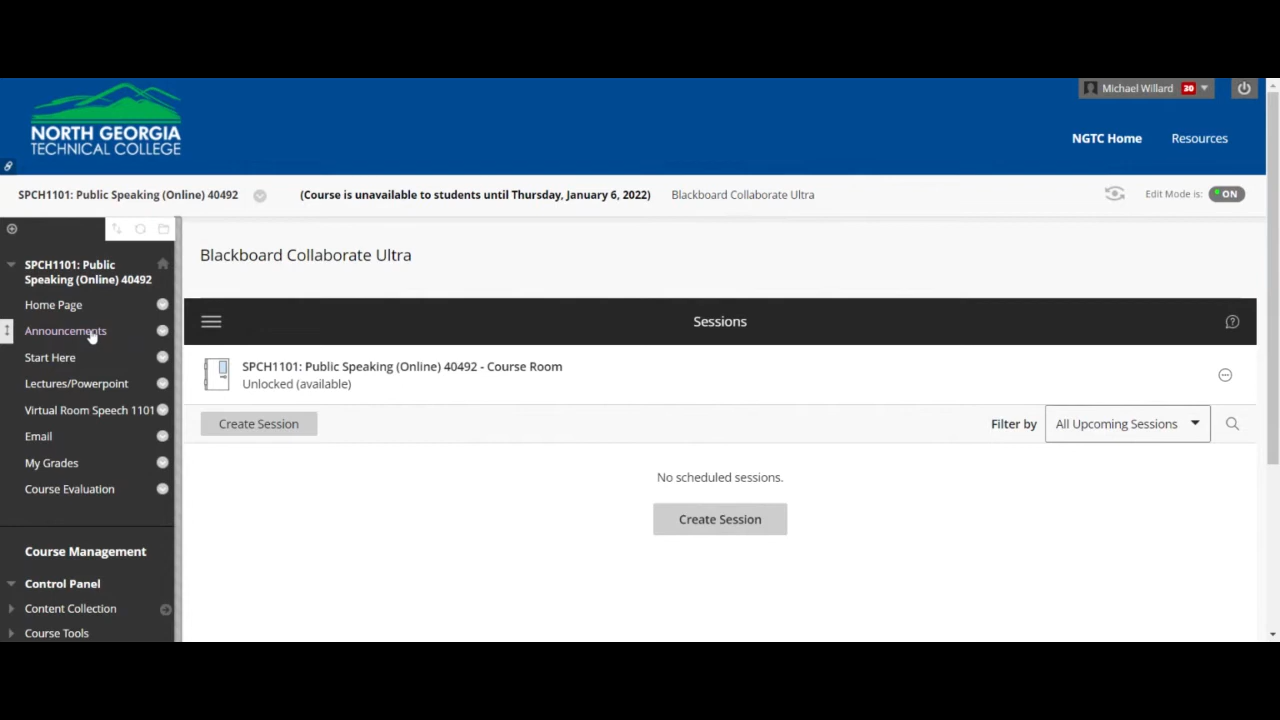 Michael Willard 30
NORTH GEORGIA
TECHNICAL COLLEGE
NGTC Home Resources
SPCH1101: Public Speaking (Online) 40492 (Course is unavailable to students until Thursday, January 6, 2022) Blackboard Collaborate Ultra Edit Mode is: ON
SPCH1101: Public
Speaking (Online) 40492
Home Page
Announcements
Start Here
Lectures/Powerpoint
Virtual Room Speech 1101
Email
My Grades
Course Evaluation
Course Management
Control Panel
Content Collection
Course Tools
Blackboard Collaborate Ultra
Sessions
SPCH1101: Public Speaking (Online) 40492 - Course Room
Unlocked (available)
Create Session Filter by All Upcoming Sessions
No scheduled sessions.
Create Session